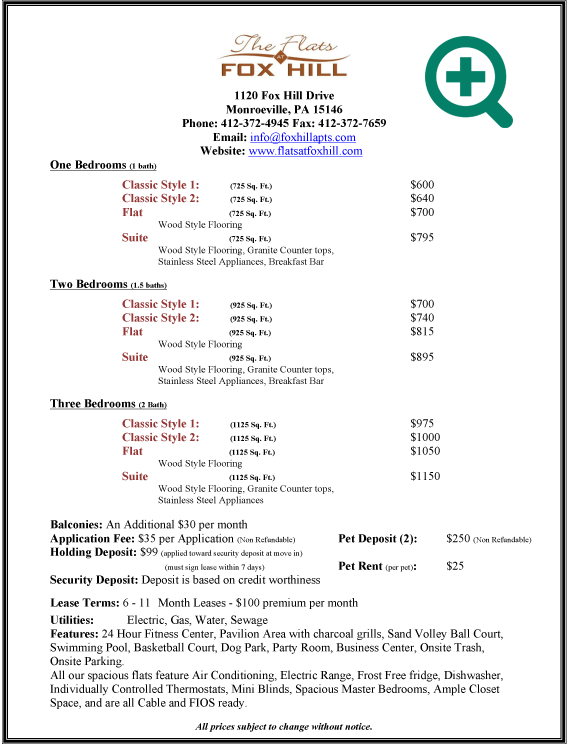 The Flats
AT
FOX HILL
1120 Fox Hill Drive
Monroeville, PA 15146
Phone: 412-372-4945 Fax: 412-372-7659
Email: info@foxhillapts.com
Website: www.flatsatfoxhill.com
One Bedrooms (1 bath)
Classic Style 1: (725 Sq. Ft.) $600
Classic Style 2: (725 Sq. Ft.) $640
Flat (725 Sq. Ft.) $700
Wood Style Flooring
Suite (725 Sq. Ft.) $795
Wood Style Flooring, Granite Counter tops,
Stainless Steel Appliances, Breakfast Bar
Two Bedrooms (1.5 baths)
Classic Style 1: (925 Sq. Ft.) $700
Classic Style 2: (925 Sq. Ft.) $740
Flat (925 Sq. Ft.) $815
Wood Style Flooring
Suite (925 Sq. Ft.) $895
Wood Style Flooring, Granite Counter tops,
Stainless Steel Appliances, Breakfast Bar
Three Bedrooms (2 Bath)
Classic Style 1: (1125 Sq. Ft.) $975
Classic Style 2: (1125 Sq. Ft.) $1000
Flat (1125 Sq. Ft.) $1050
Wood Style Flooring
Suite (1125 Sq. Ft.) $1150
Wood Style Flooring, Granite Counter tops,
Stainless Steel Appliances
Balconies: An Additional $30 per month
Application Fee: $35 per Application (Non Refundable) Pet Deposit (2): $250 (Non Refundable)
Holding Deposit: $99 (applied toward security deposit at move in)
(must sign lease within 7 days) Pet Rent (per pet): $25
Security Deposit: Deposit is based on credit worthiness
Lease Terms: 6 - 11 Month Leases - $100 premium per month
Utilities: Electric, Gas, Water, Sewage
Features: 24 Hour Fitness Center, Pavilion Area with charcoal grills, Sand Volley Ball Court,
Swimming Pool, Basketball Court, Dog Park, Party Room, Business Center, Onsite Trash,
Onsite Parking.
All our spacious flats feature Air Conditioning, Electric Range, Frost Free fridge, Dishwasher,
Individually Controlled Thermostats, Mini Blinds, Spacious Master Bedrooms, Ample Closet
Space, and are all Cable and FIOS ready.
All prices subject to change without notice.